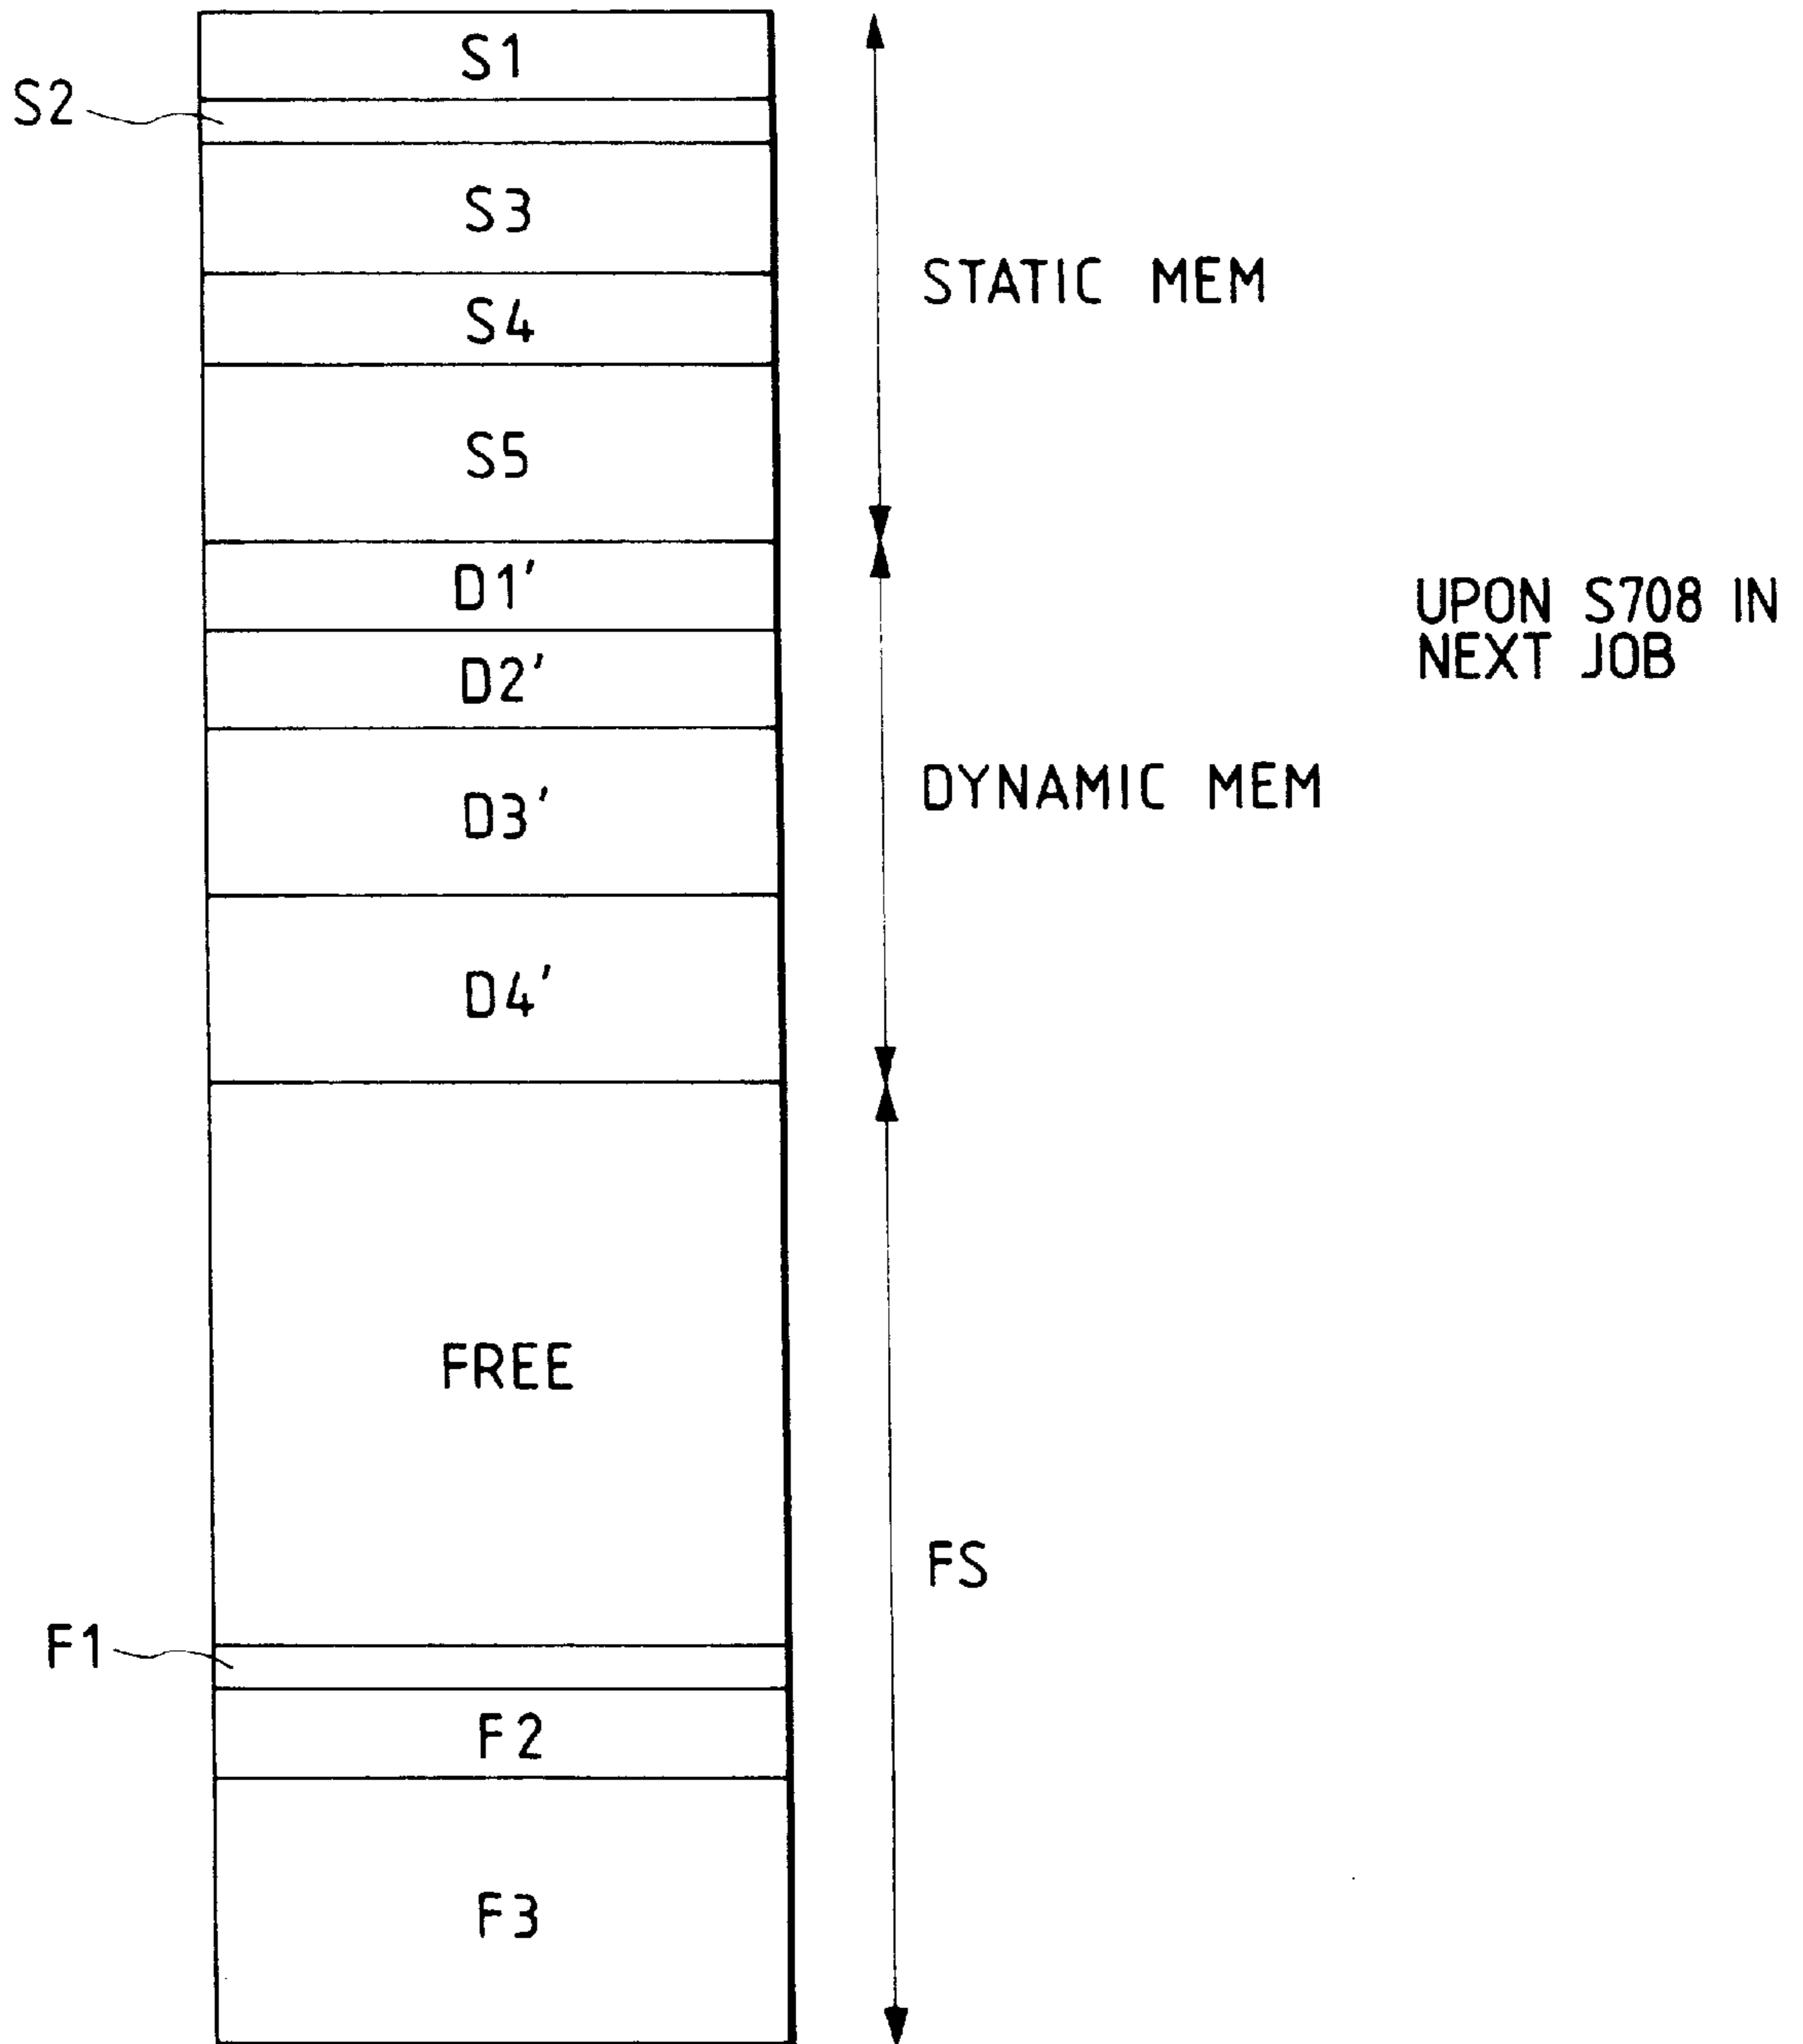 S1
S2
S3
STATIC MEM
S4
S5
D1'
UPON S708 IN
NEXT JOB
D2'
DYNAMIC MEM
D3'
D4'
FREE
FS
F1
F2
F3